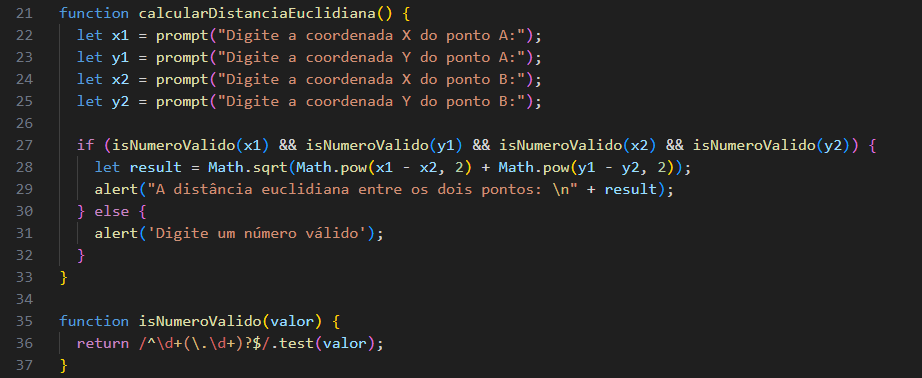 21 function calcularDistanciaEuclidiana() {
22   let x1 = prompt("Digite a coordenada X do ponto A:");
23   let y1 = prompt("Digite a coordenada Y do ponto A:");
24   let x2 = prompt("Digite a coordenada X do ponto B:");
25   let y2 = prompt("Digite a coordenada Y do ponto B:");
26
27   if (isNumeroValido(x1) && isNumeroValido(y1) && isNumeroValido(x2) && isNumeroValido(y2)) {
28     let result = Math.sqrt(Math.pow(x1 - x2, 2) + Math.pow(y1 - y2, 2));
29     alert("A distância euclidiana entre os dois pontos: \n" + result);
30   } else {
31     alert('Digite um número válido');
32   }
33 }
34
35 function isNumeroValido(valor) {
36   return /^\d+(\.\d+)?$/.test(valor);
37 }